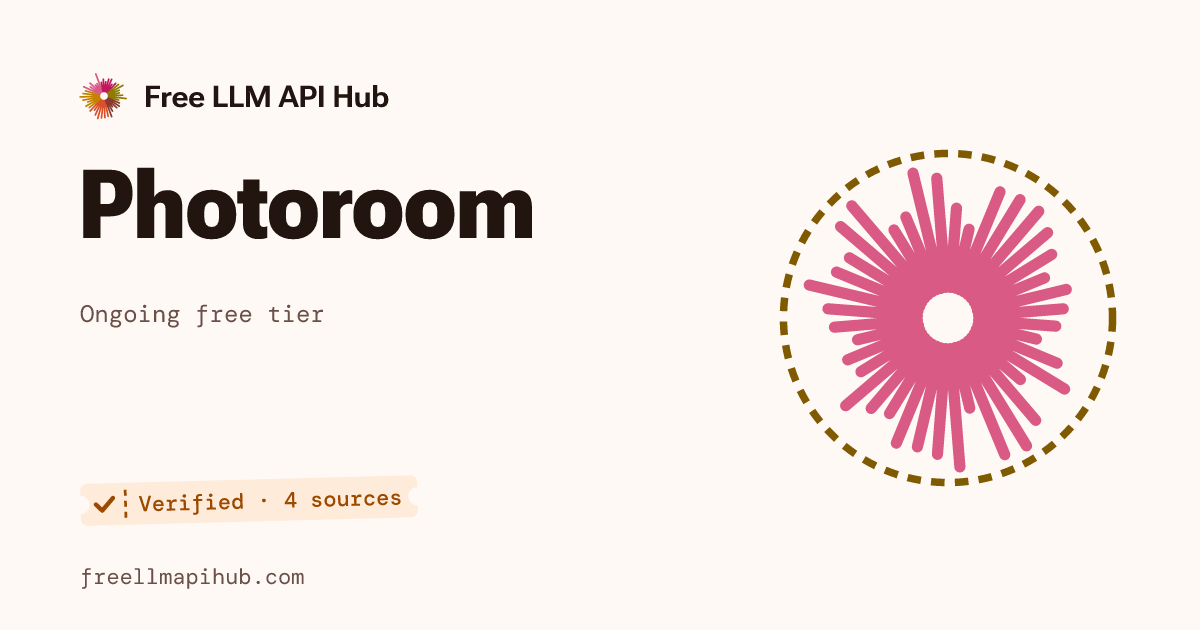 Free LLM API Hub
Photoroom
Ongoing free tier
Verified · 4 sources
freellmapihub.com